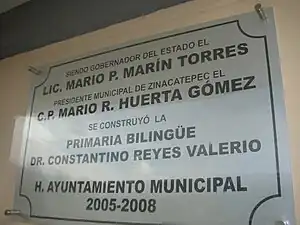 SIENDO GOBERNADOR DEL ESTADO EL
LIC. MARIO P. MARÍN TORRES
PRESIDENTE MUNICIPAL DE ZINACATEPEC EL
C.P. MARIO R. HUERTA GÓMEZ
SE CONSTRUYÓ LA
PRIMARIA BILINGÜE
DR. CONSTANTINO REYES VALERIO
H. AYUNTAMIENTO MUNICIPAL
2005-2008